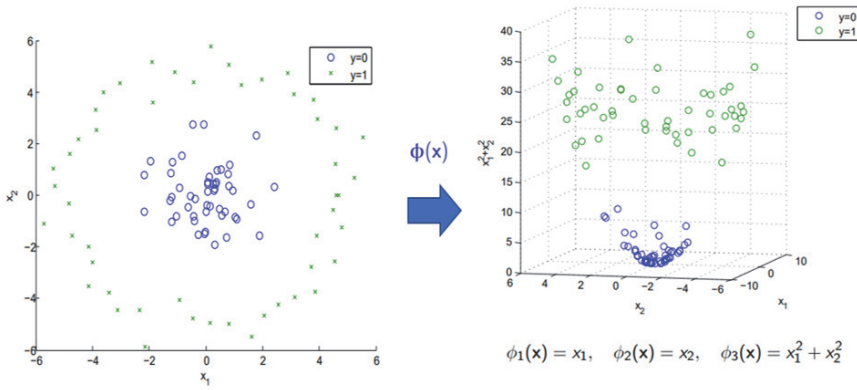 6
4
2
0
−2
−4
−6
−6 −4 −2 0 2 4 6
x₂
x₁
y=0
y=1
ϕ(x)
40
35
30
25
20
15
10
5
0
x₁²+x₂²
6 4 2 0 −2 −4 −6
x₂
−10 0 10
x₁
y=0
y=1
ϕ₁(x) = x₁, ϕ₂(x) = x₂, ϕ₃(x) = x₁² + x₂²